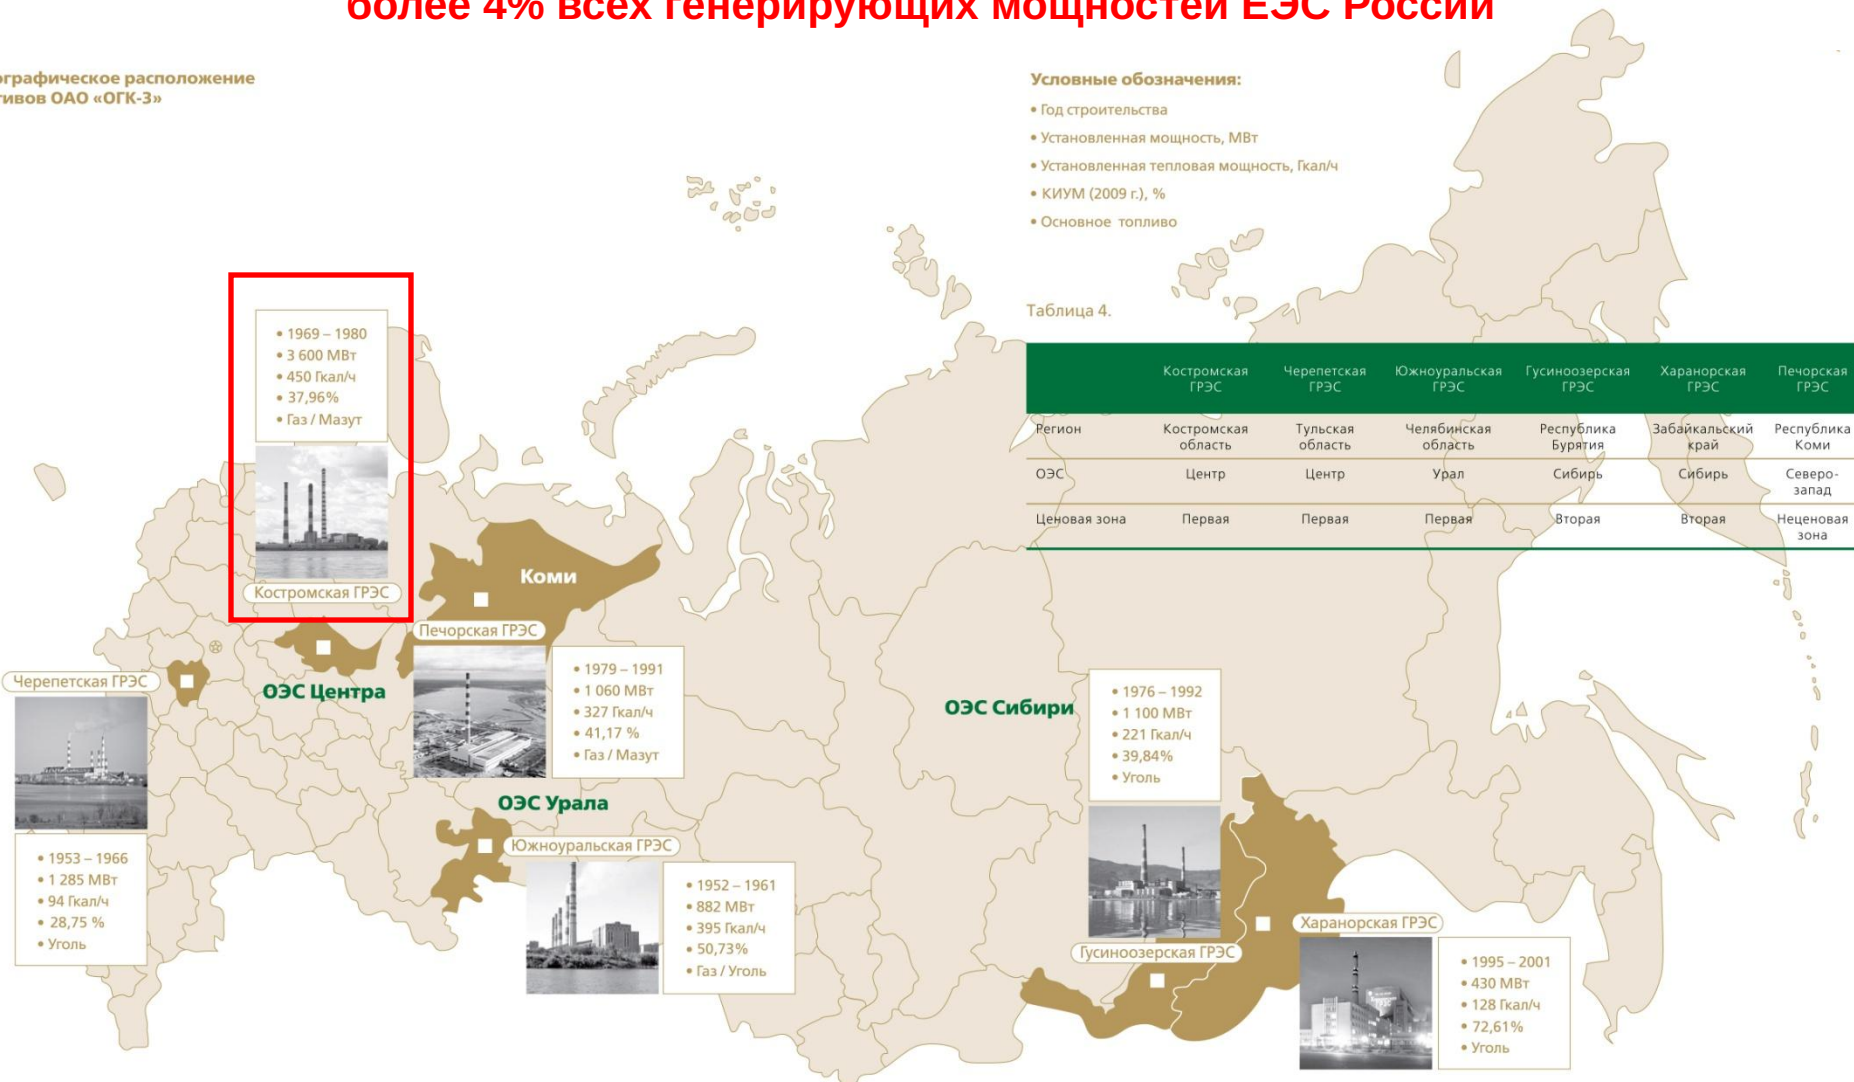 более 4% всех генерирующих мощностей ЕЭС России
ографическое расположение
тивов ОАО «ОГК-3»
Условные обозначения:
• Год строительства
• Установленная мощность, МВт
• Установленная тепловая мощность, Гкал/ч
• КИУМ (2009 г.), %
• Основное топливо
• 1969 – 1980
• 3 600 МВт
• 450 Гкал/ч
• 37,96%
• Газ / Мазут
Костромская ГРЭС
Таблица 4.
Костромская ГРЭС
Черепетская ГРЭС
Южноуральская ГРЭС
Гусиноозерская ГРЭС
Харанорская ГРЭС
Печорская ГРЭС
Регион
Костромская область
Тульская область
Челябинская область
Республика Бурятия
Забайкальский край
Республика Коми
ОЭС
Центр
Центр
Урал
Сибирь
Сибирь
Северо-запад
Ценовая зона
Первая
Первая
Первая
Вторая
Вторая
Неценовая зона
Коми
Печорская ГРЭС
• 1979 – 1991
• 1 060 МВт
• 327 Гкал/ч
• 41,17 %
• Газ / Мазут
Черепетская ГРЭС
ОЭС Центра
• 1953 – 1966
• 1 285 МВт
• 94 Гкал/ч
• 28,75 %
• Уголь
ОЭС Урала
Южноуральская ГРЭС
• 1952 – 1961
• 882 МВт
• 395 Гкал/ч
• 50,73%
• Газ / Уголь
ОЭС Сибири
• 1976 – 1992
• 1 100 МВт
• 221 Гкал/ч
• 39,84%
• Уголь
Гусиноозерская ГРЭС
Харанорская ГРЭС
• 1995 – 2001
• 430 МВт
• 128 Гкал/ч
• 72,61%
• Уголь